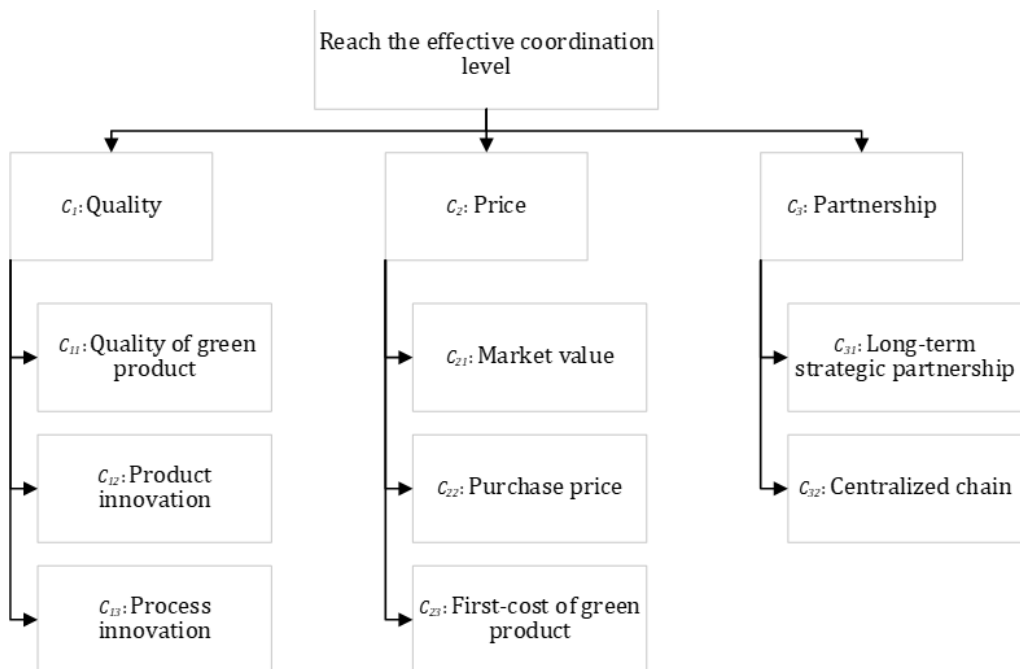 Reach the effective coordination
level
C1: Quality
C2: Price
C3: Partnership
C11: Quality of green
product
C21: Market value
C31: Long-term
strategic partnership
C12: Product
innovation
C22: Purchase price
C32: Centralized chain
C13: Process
innovation
C23: First-cost of green
product